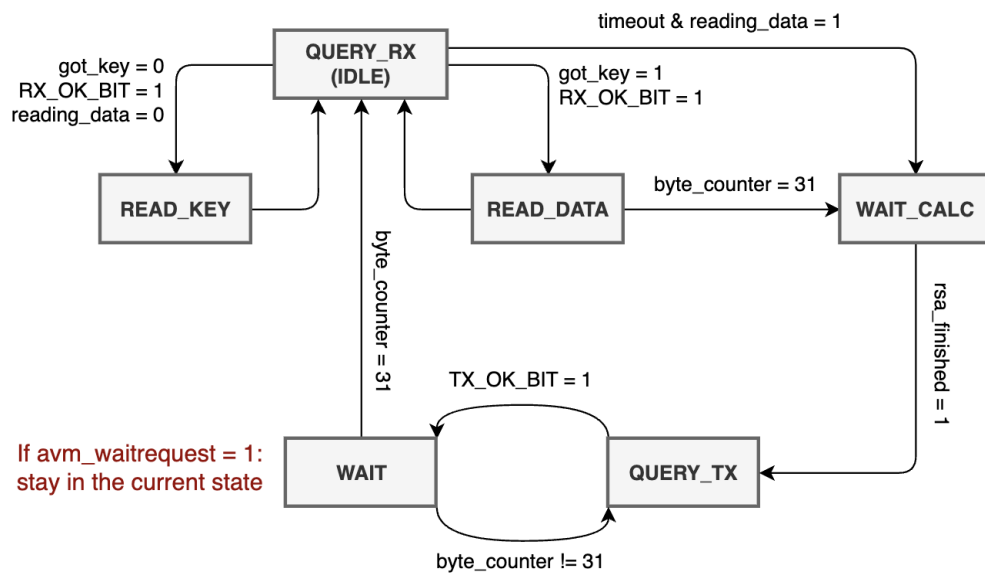 timeout & reading_data = 1
QUERY_RX
(IDLE)
got_key = 0
RX_OK_BIT = 1
reading_data = 0
got_key = 1
RX_OK_BIT = 1
READ_KEY
READ_DATA
byte_counter = 31
WAIT_CALC
byte_counter = 31
rsa_finished = 1
TX_OK_BIT = 1
If avm_waitrequest = 1:
stay in the current state
WAIT
QUERY_TX
byte_counter != 31